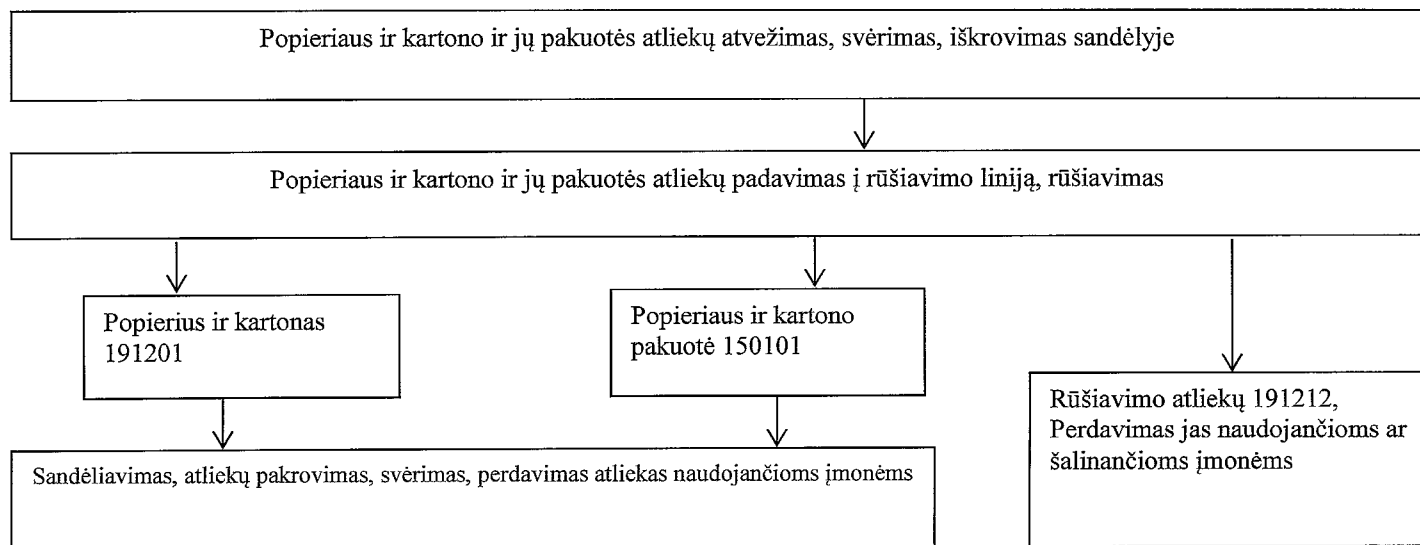 Popieriaus ir kartono ir jų pakuotės atliekų atvežimas, svėrimas, iškrovimas sandėlyje
Popieriaus ir kartono ir jų pakuotės atliekų padavimas į rūšiavimo liniją, rūšiavimas
Popierius ir kartonas
191201
Popieriaus ir kartono
pakuotė 150101
Rūšiavimo atliekų 191212,
Perdavimas jas naudojančioms ar
šalinančioms įmonėms
Sandėliavimas, atliekų pakrovimas, svėrimas, perdavimas atliekas naudojančioms įmonėms